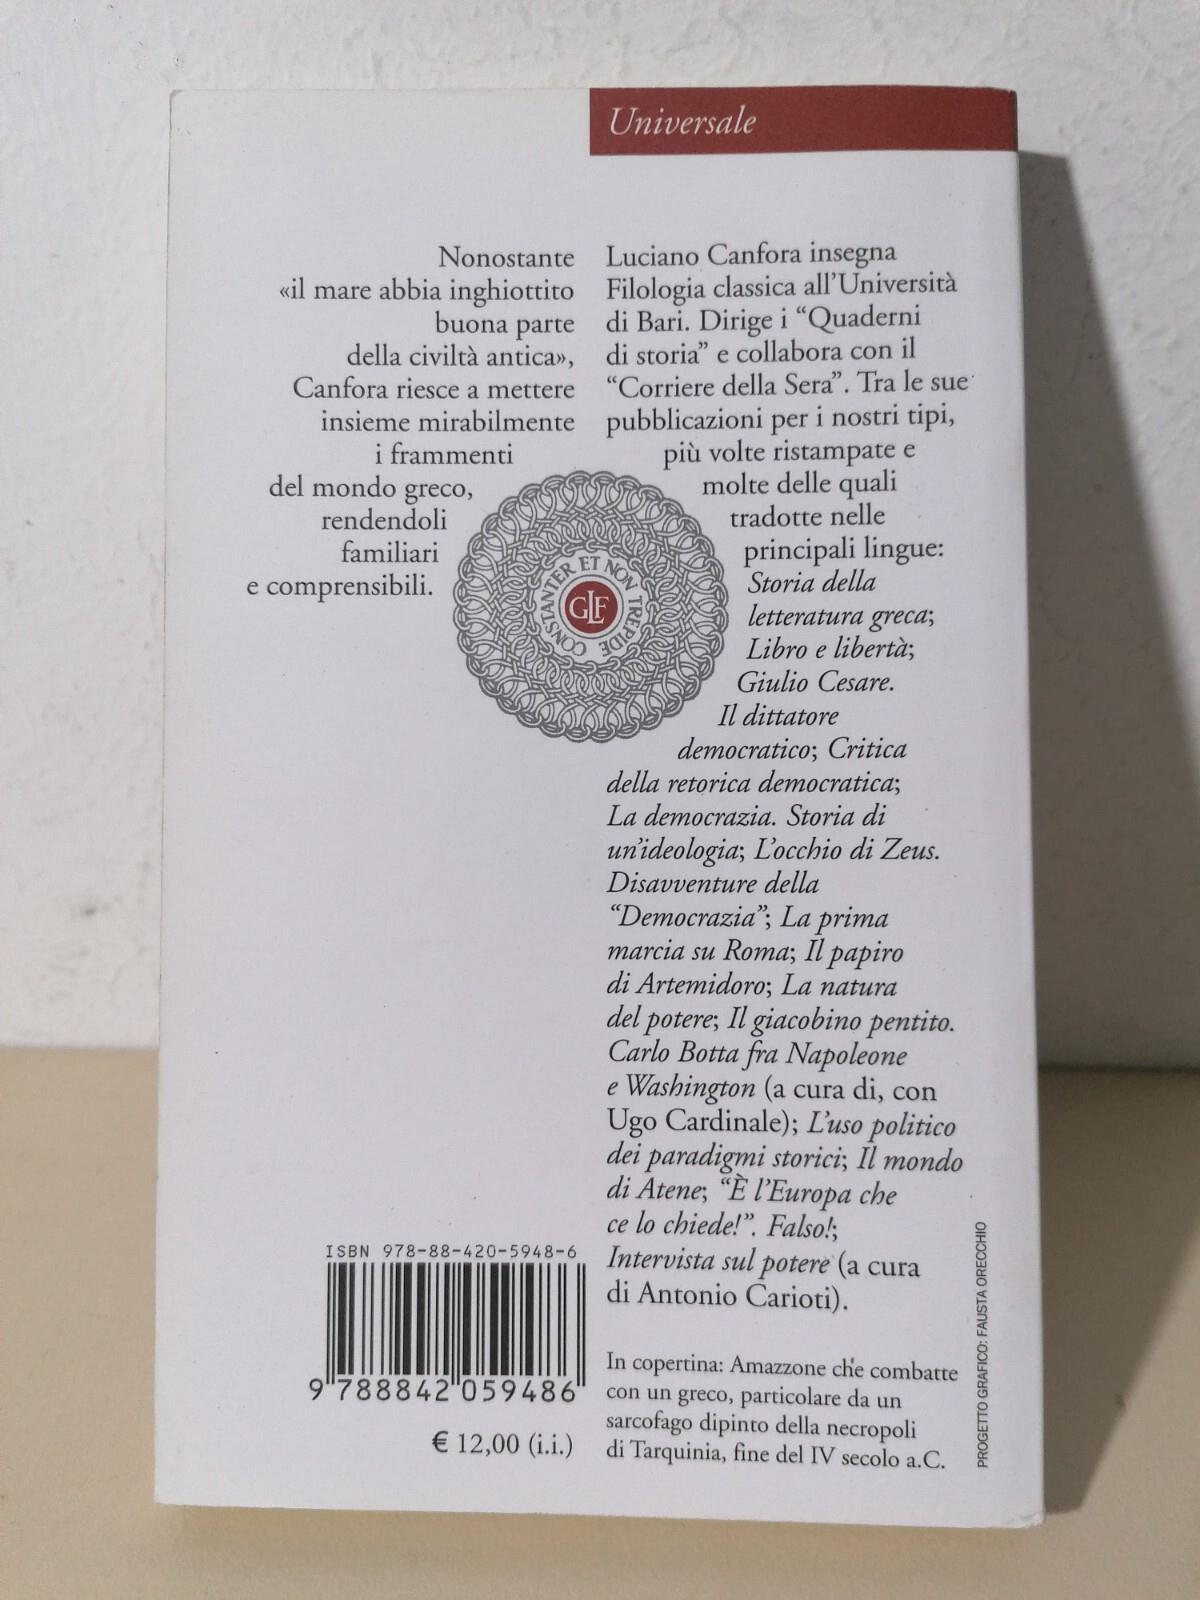 Universale
Nonostante
«il mare abbia inghiottito
buona parte
della civiltà antica»,
Canfora riesce a mettere
insieme mirabilmente
i frammenti
del mondo greco,
rendendoli
familiari
e comprensibili.
CONSTANTER ET NON TREPIDE
GLF
Luciano Canfora insegna
Filologia classica all'Università
di Bari. Dirige i “Quaderni
di storia” e collabora con il
“Corriere della Sera”. Tra le sue
pubblicazioni per i nostri tipi,
più volte ristampate e
molte delle quali
tradotte nelle
principali lingue:
Storia della
letteratura greca;
Libro e libertà;
Giulio Cesare.
Il dittatore
democratico; Critica
della retorica democratica;
La democrazia. Storia di
un'ideologia; L'occhio di Zeus.
Disavventure della
“Democrazia”; La prima
marcia su Roma; Il papiro
di Artemidoro; La natura
del potere; Il giacobino pentito.
Carlo Botta fra Napoleone
e Washington (a cura di, con
Ugo Cardinale); L'uso politico
dei paradigmi storici; Il mondo
di Atene; “È l'Europa che
ce lo chiede!”. Falso!;
Intervista sul potere (a cura
di Antonio Carioti).
In copertina: Amazzone che combatte
con un greco, particolare da un
sarcofago dipinto della necropoli
di Tarquinia, fine del IV secolo a.C.
PROGETTO GRAFICO: FAUSTA ORECCHIO
ISBN 978-88-420-5948-6
9 788842 059486
€ 12,00 (i.i.)